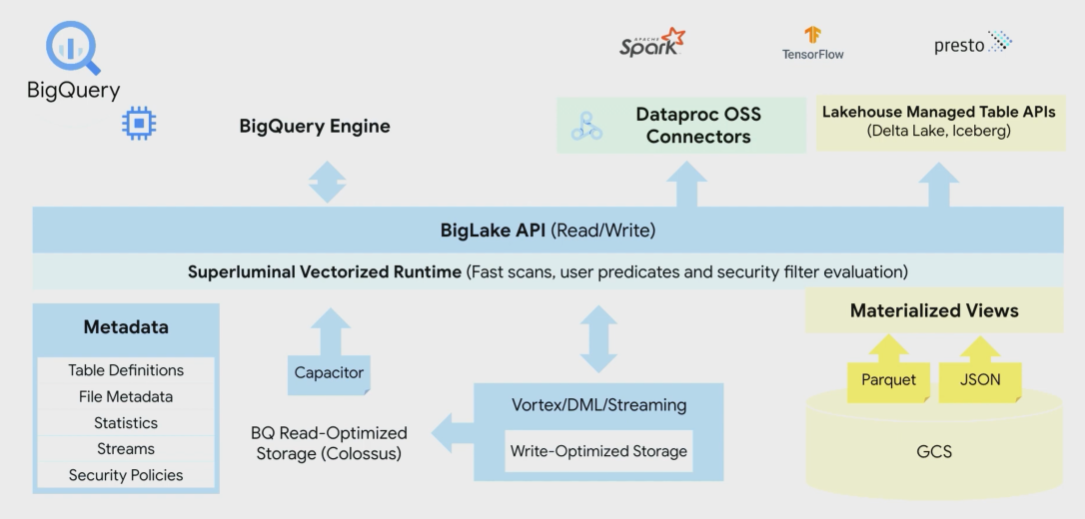 BigQuery
APACHE
Spark
TensorFlow
presto
BigQuery Engine
Dataproc OSS
Connectors
Lakehouse Managed Table APIs
(Delta Lake, Iceberg)
BigLake API (Read/Write)
Superluminal Vectorized Runtime (Fast scans, user predicates and security filter evaluation)
Metadata
Table Definitions
File Metadata
Statistics
Streams
Security Policies
Capacitor
BQ Read-Optimized
Storage (Colossus)
Vortex/DML/Streaming
Write-Optimized Storage
Materialized Views
Parquet
JSON
GCS